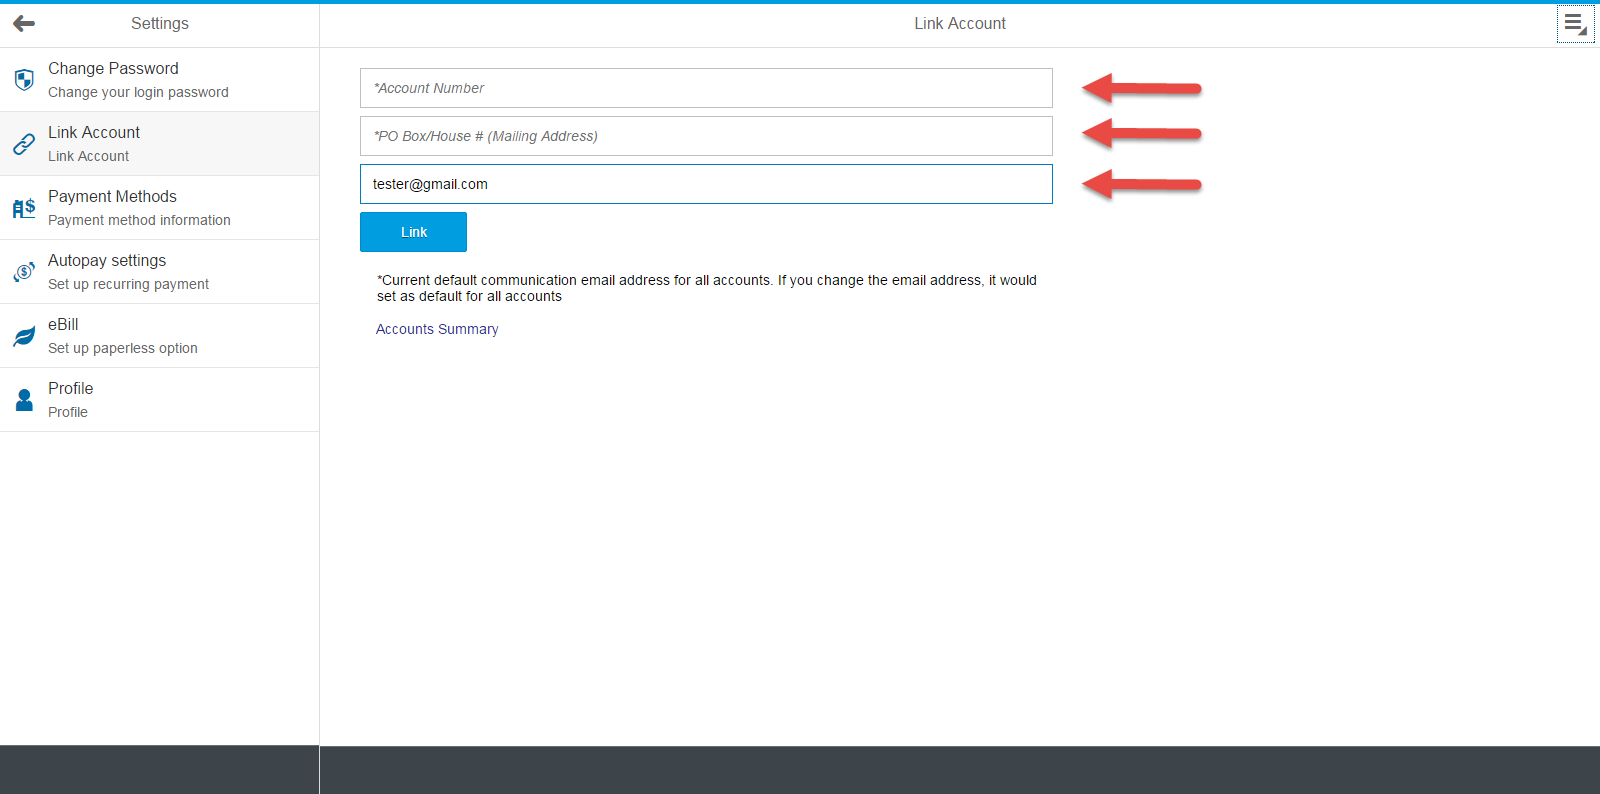 Settings
Link Account
Change Password
Change your login password
Link Account
Link Account
Payment Methods
Payment method information
Autopay settings
Set up recurring payment
eBill
Set up paperless option
Profile
Profile
*Account Number
*PO Box/House # (Mailing Address)
tester@gmail.com
Link
*Current default communication email address for all accounts. If you change the email address, it would
set as default for all accounts
Accounts Summary